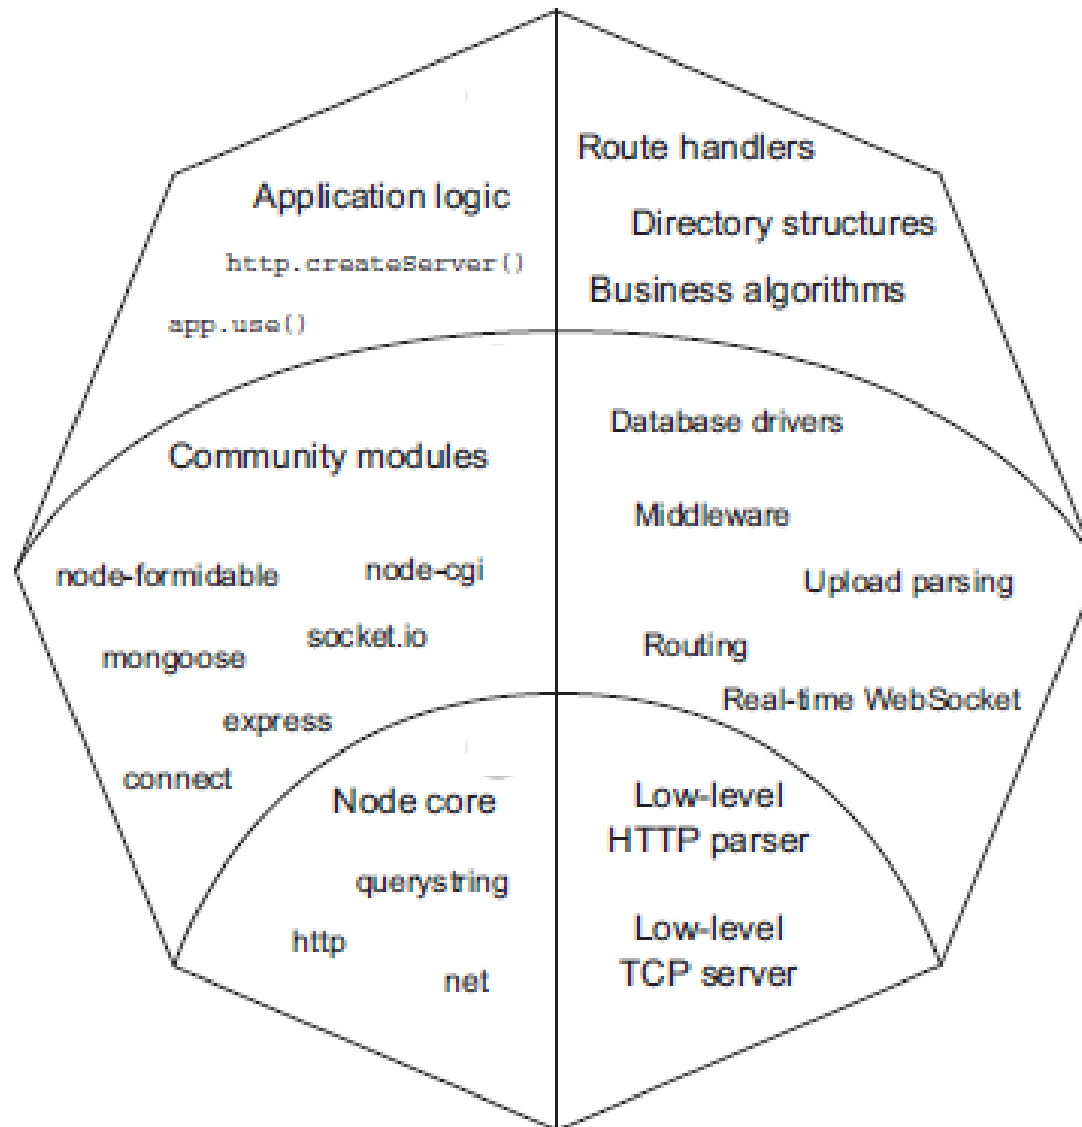 Route handlers
Application logic
Directory structures
http.createServer()
Business algorithms
app.use()
Database drivers
Community modules
Middleware
node-formidable
node-cgi
Upload parsing
socket.io
mongoose
Routing
Real-time WebSocket
express
connect
Node core
Low-level
HTTP parser
querystring
http
Low-level
TCP server
net